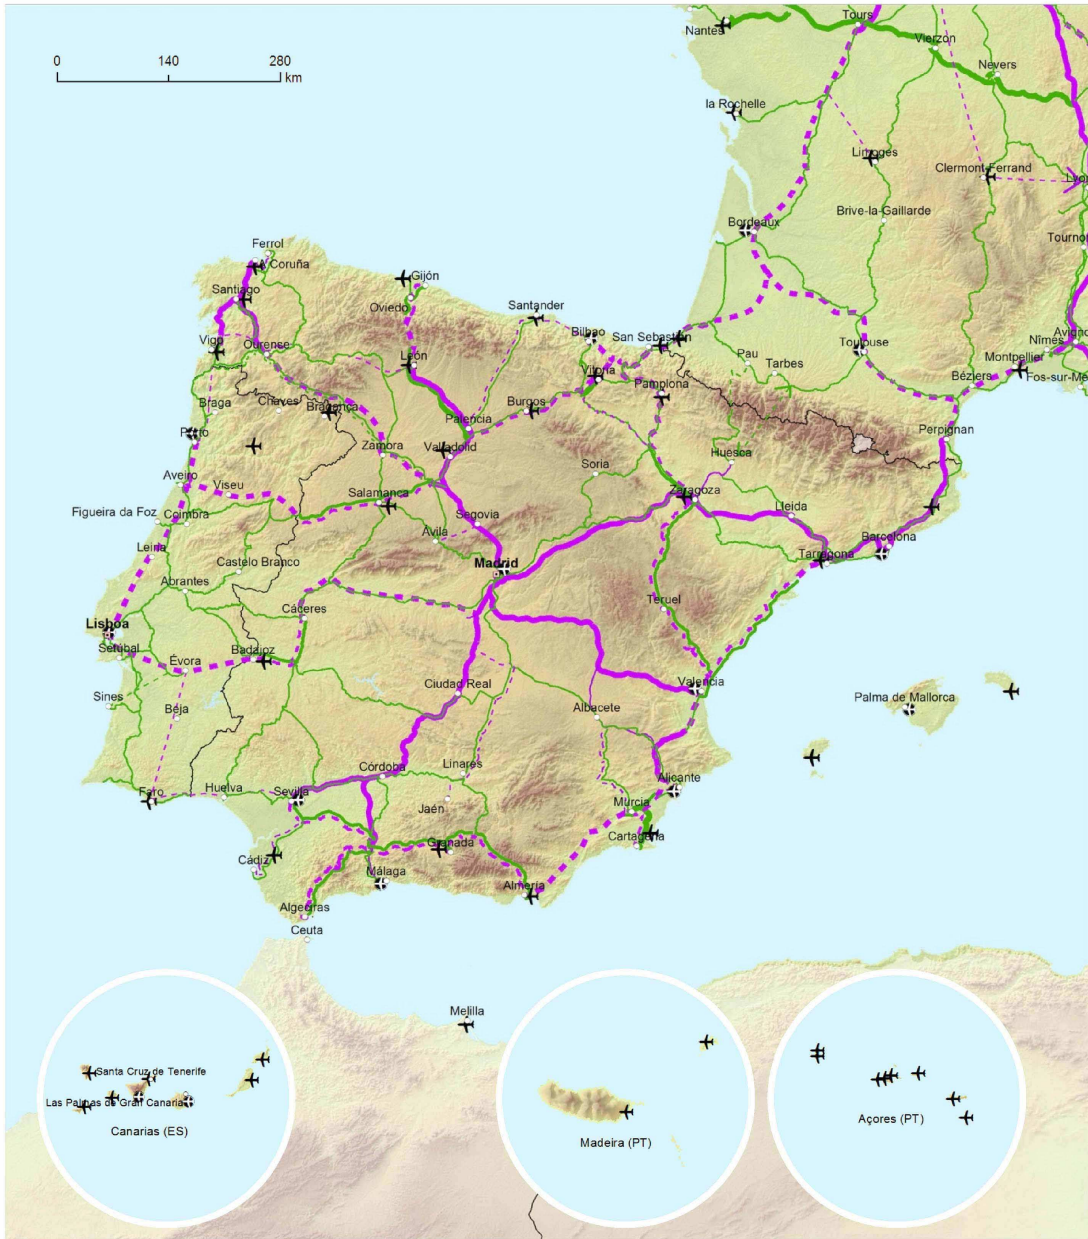 Tours
Nantes
Vierzon
Nevers
0 140 280
km
la Rochelle
Limoges
Clermont-Ferrand
Lyon
Brive-la-Gaillarde
Bordeaux
Tournon
Ferrol
A Coruña
Gijón
Santiago
Oviedo
Santander
Bilbao
San Sebastián
Toulouse
Avigno
Nîmes
Montpellier
Vigo
Ourense
León
Pau
Tarbes
Béziers
Fos-sur-Me
Vitoria
Pamplona
Chaves
Bragança
Burgos
Braga
Palencia
Perpignan
Porto
Zamora
Valladolid
Huesca
Soria
Aveiro
Viseu
Salamanca
Zaragoza
Lleida
Figueira da Foz
Coimbra
Segovia
Ávila
Barcelona
Leiria
Tarragona
Castelo Branco
Madrid
Abrantes
Cáceres
Teruel
Lisboa
Setúbal
Évora
Badajoz
Sines
Beja
Ciudad Real
Valencia
Palma de Mallorca
Albacete
Córdoba
Linares
Faro
Huelva
Sevilla
Alicante
Jaén
Murcia
Cádiz
Granada
Cartagena
Málaga
Almería
Algeciras
Ceuta
Melilla
Santa Cruz de Tenerife
Las Palmas de Gran Canaria
Canarias (ES)
Madeira (PT)
Açores (PT)